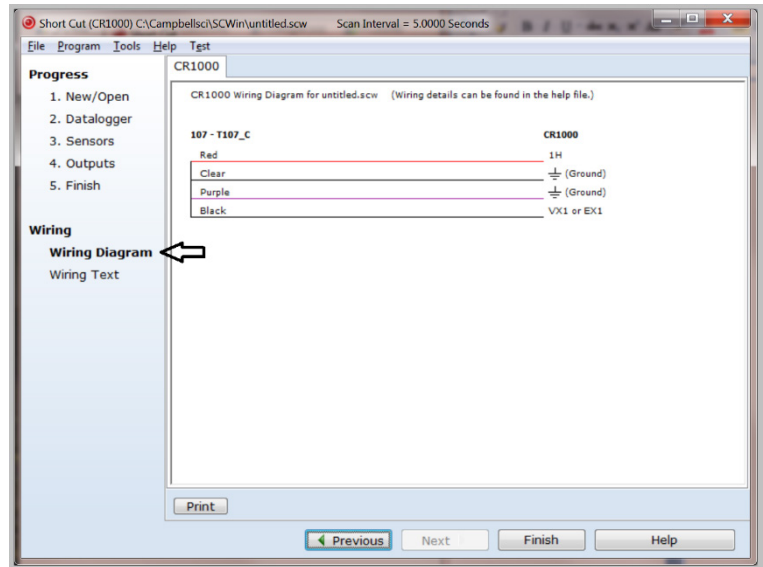 Short Cut (CR1000) C:\Campbellsci\SCWin\untitled.scw Scan Interval = 5.0000 Seconds
File Program Tools Help Test
Progress
1. New/Open
2. Datalogger
3. Sensors
4. Outputs
5. Finish
Wiring
Wiring Diagram
Wiring Text
CR1000
CR1000 Wiring Diagram for untitled.scw (Wiring details can be found in the help file.)
107 - T107_C CR1000
Red 1H
Clear (Ground)
Purple (Ground)
Black VX1 or EX1
Print
Previous Next Finish Help